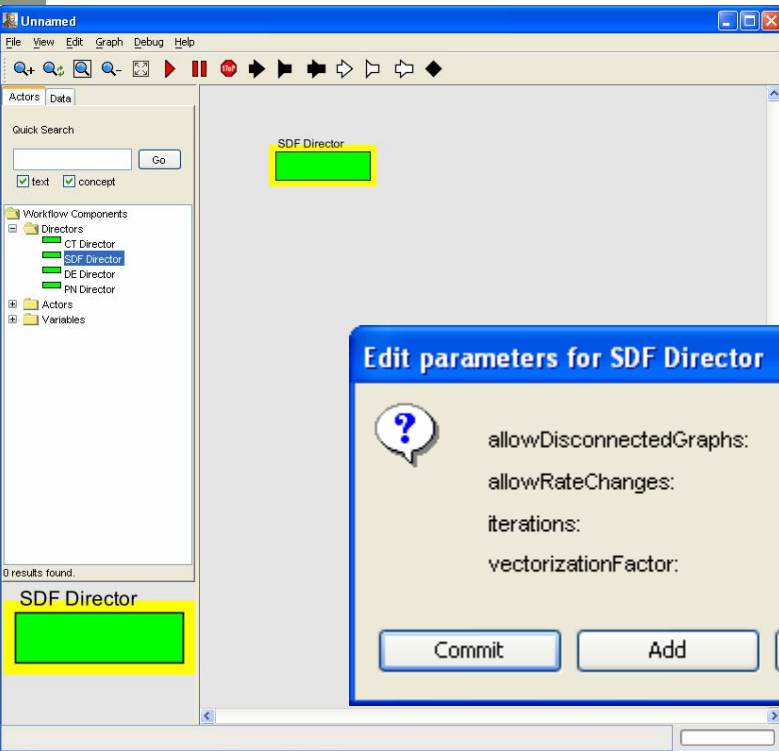 Unnamed
File View Edit Graph Debug Help
STOP
Actors Data
Quick Search
Go
text concept
Workflow Components
Directors
CT Director
SDF Director
DE Director
PN Director
Actors
Variables
0 results found.
SDF Director
SDF Director
Edit parameters for SDF Director
?
allowDisconnectedGraphs:
allowRateChanges:
iterations:
vectorizationFactor:
Commit Add